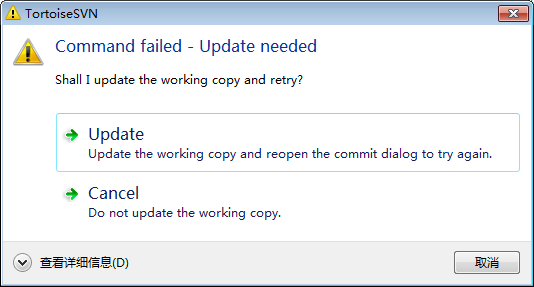 TortoiseSVN
Command failed - Update needed
Shall I update the working copy and retry?
Update
Update the working copy and reopen the commit dialog to try again.
Cancel
Do not update the working copy.
查看详细信息(D)
取消